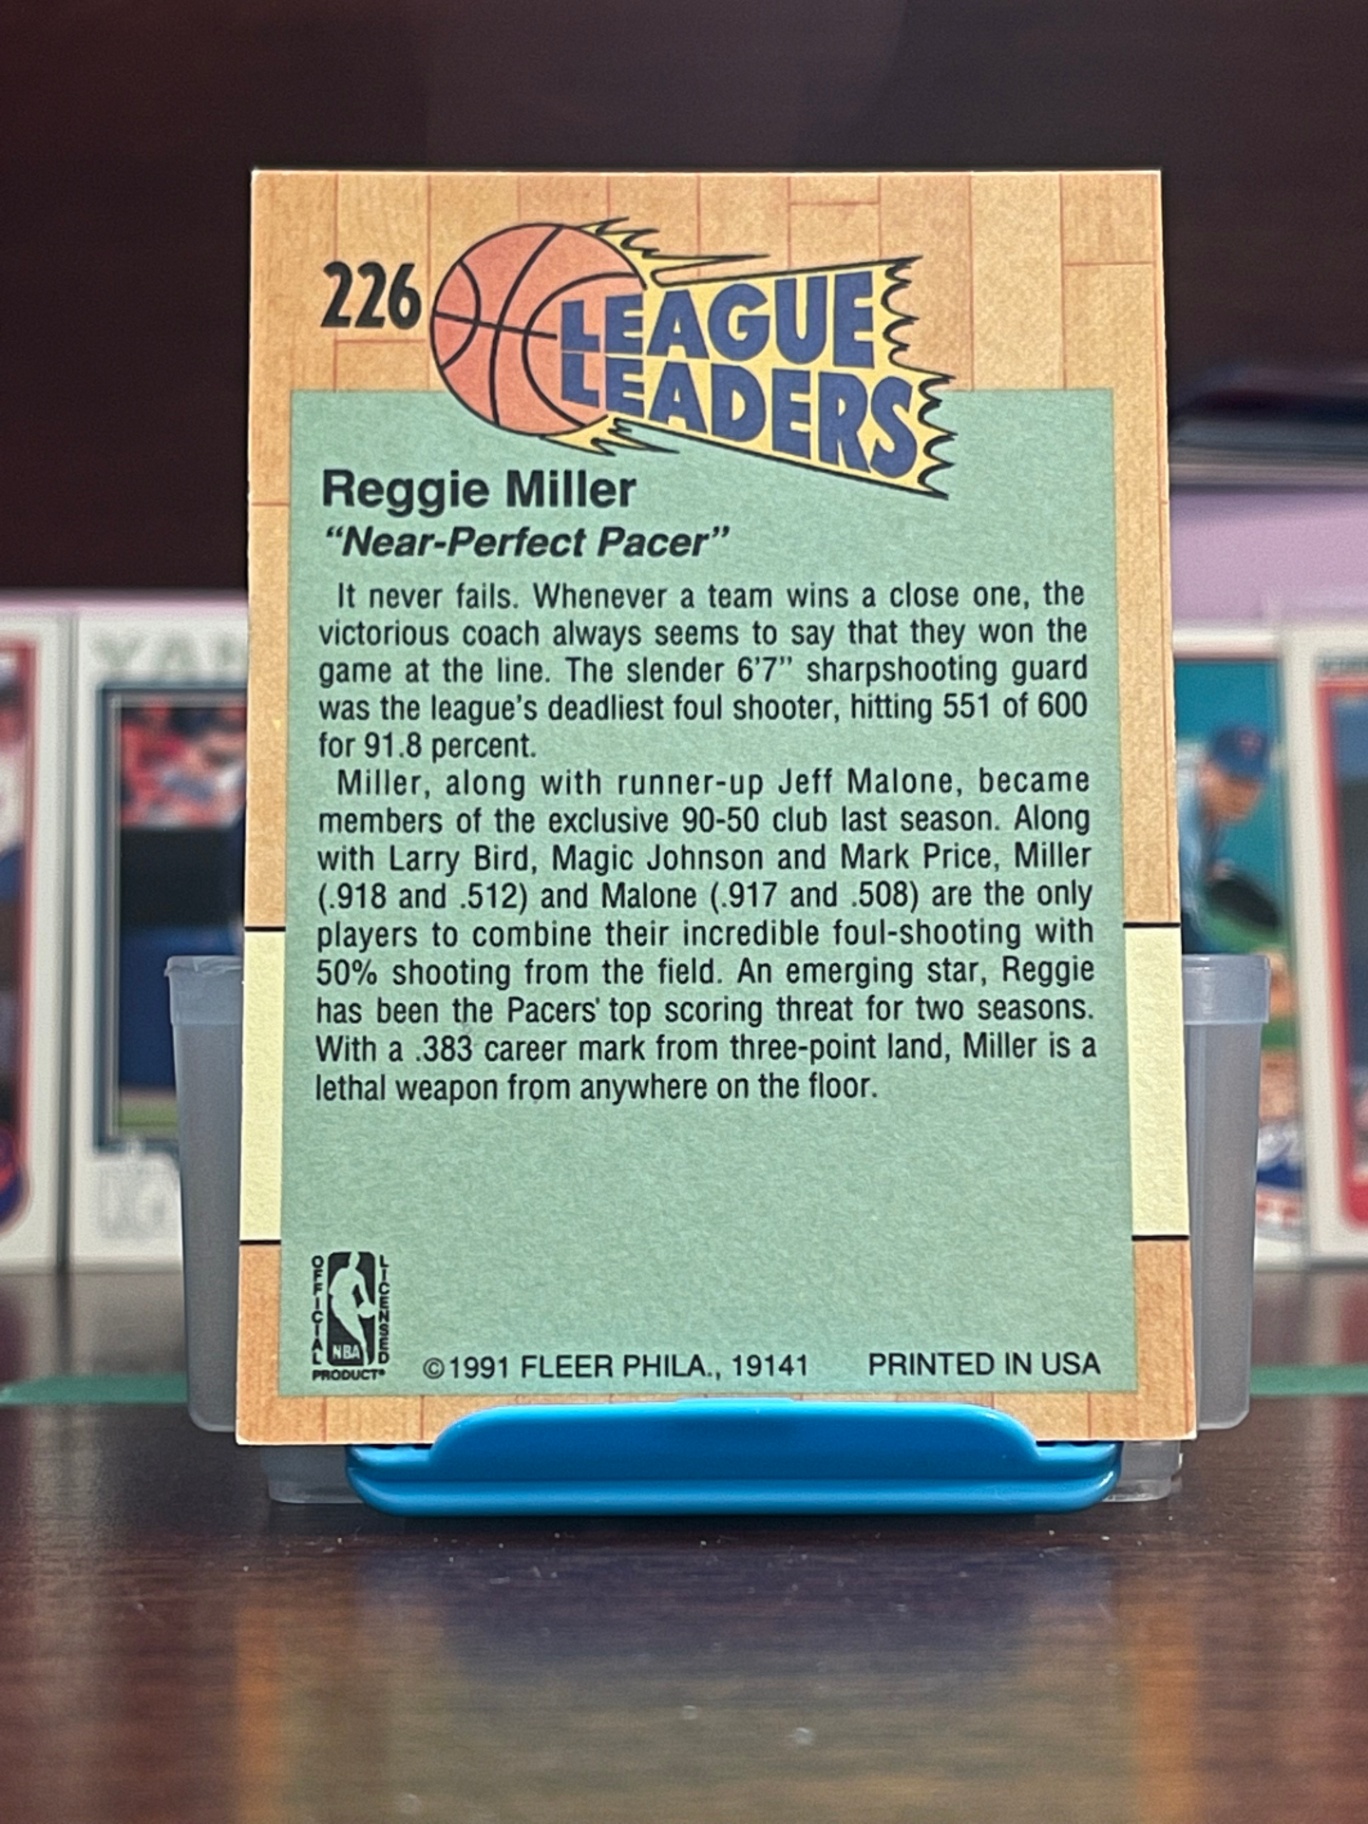 226
LEAGUE
LEADERS
Reggie Miller
“Near-Perfect Pacer”
It never fails. Whenever a team wins a close one, the
victorious coach always seems to say that they won the
game at the line. The slender 6’7” sharpshooting guard
was the league’s deadliest foul shooter, hitting 551 of 600
for 91.8 percent.
Miller, along with runner-up Jeff Malone, became
members of the exclusive 90-50 club last season. Along
with Larry Bird, Magic Johnson and Mark Price, Miller
(.918 and .512) and Malone (.917 and .508) are the only
players to combine their incredible foul-shooting with
50% shooting from the field. An emerging star, Reggie
has been the Pacers' top scoring threat for two seasons.
With a .383 career mark from three-point land, Miller is a
lethal weapon from anywhere on the floor.
OFFICIAL
LICENSED
NBA
PRODUCT®
©1991 FLEER PHILA., 19141 PRINTED IN USA